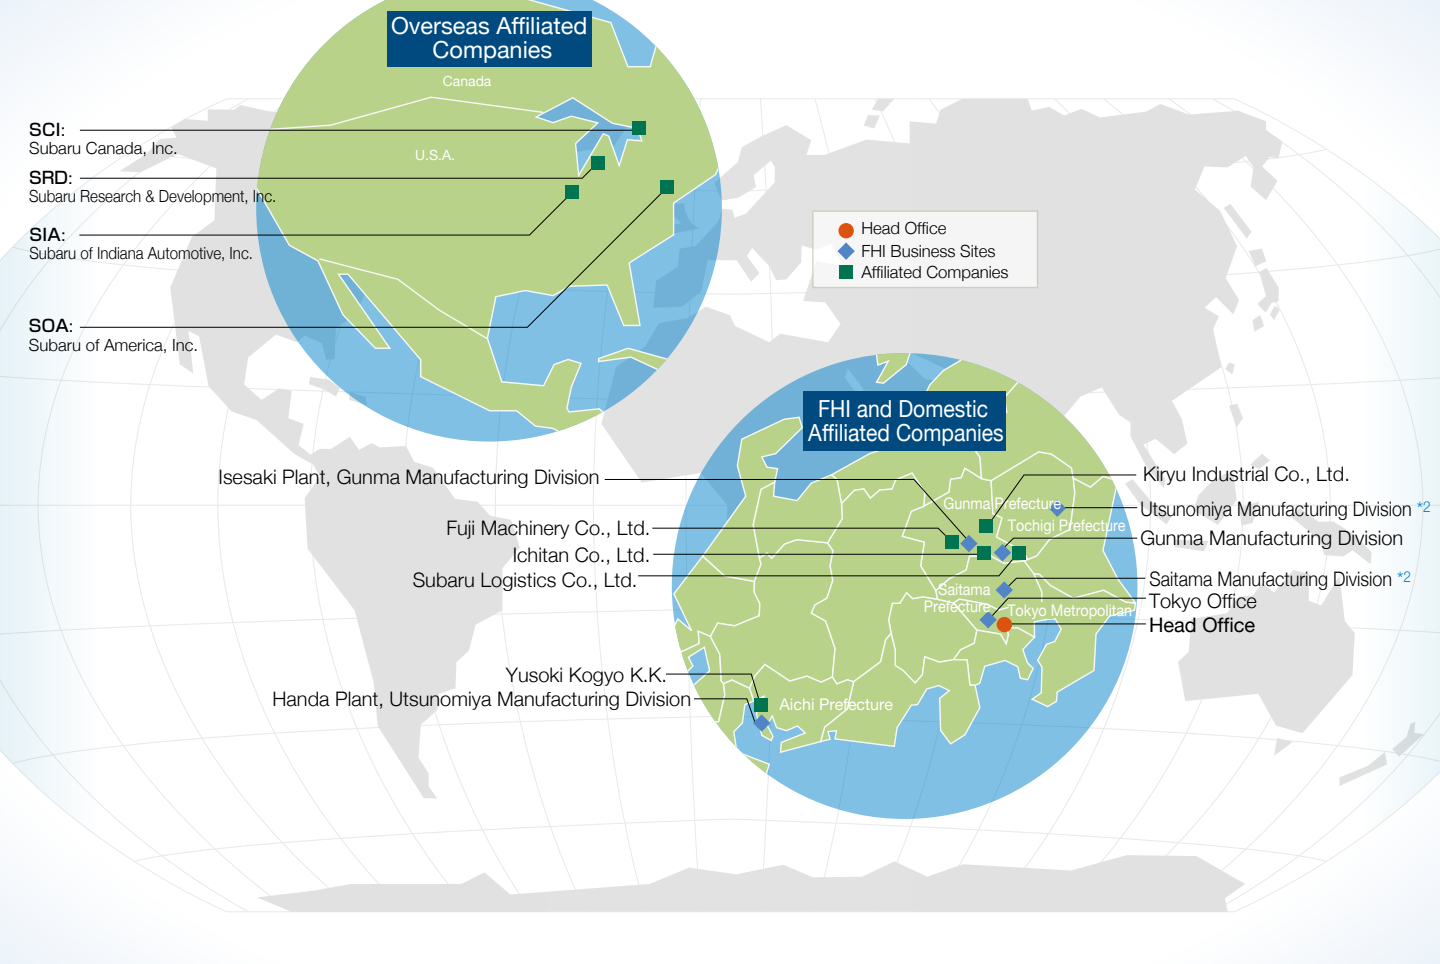 Overseas Affiliated
Companies
Canada
U.S.A.
SCI:
Subaru Canada, Inc.
SRD:
Subaru Research & Development, Inc.
SIA:
Subaru of Indiana Automotive, Inc.
SOA:
Subaru of America, Inc.
Head Office
FHI Business Sites
Affiliated Companies
FHI and Domestic
Affiliated Companies
Isesaki Plant, Gunma Manufacturing Division
Fuji Machinery Co., Ltd.
Ichitan Co., Ltd.
Subaru Logistics Co., Ltd.
Yusoki Kogyo K.K.
Handa Plant, Utsunomiya Manufacturing Division
Gunma Prefecture
Tochigi Prefecture
Saitama
Prefecture
Tokyo Metropolitan
Aichi Prefecture
Kiryu Industrial Co., Ltd.
Utsunomiya Manufacturing Division *2
Gunma Manufacturing Division
Saitama Manufacturing Division *2
Tokyo Office
Head Office